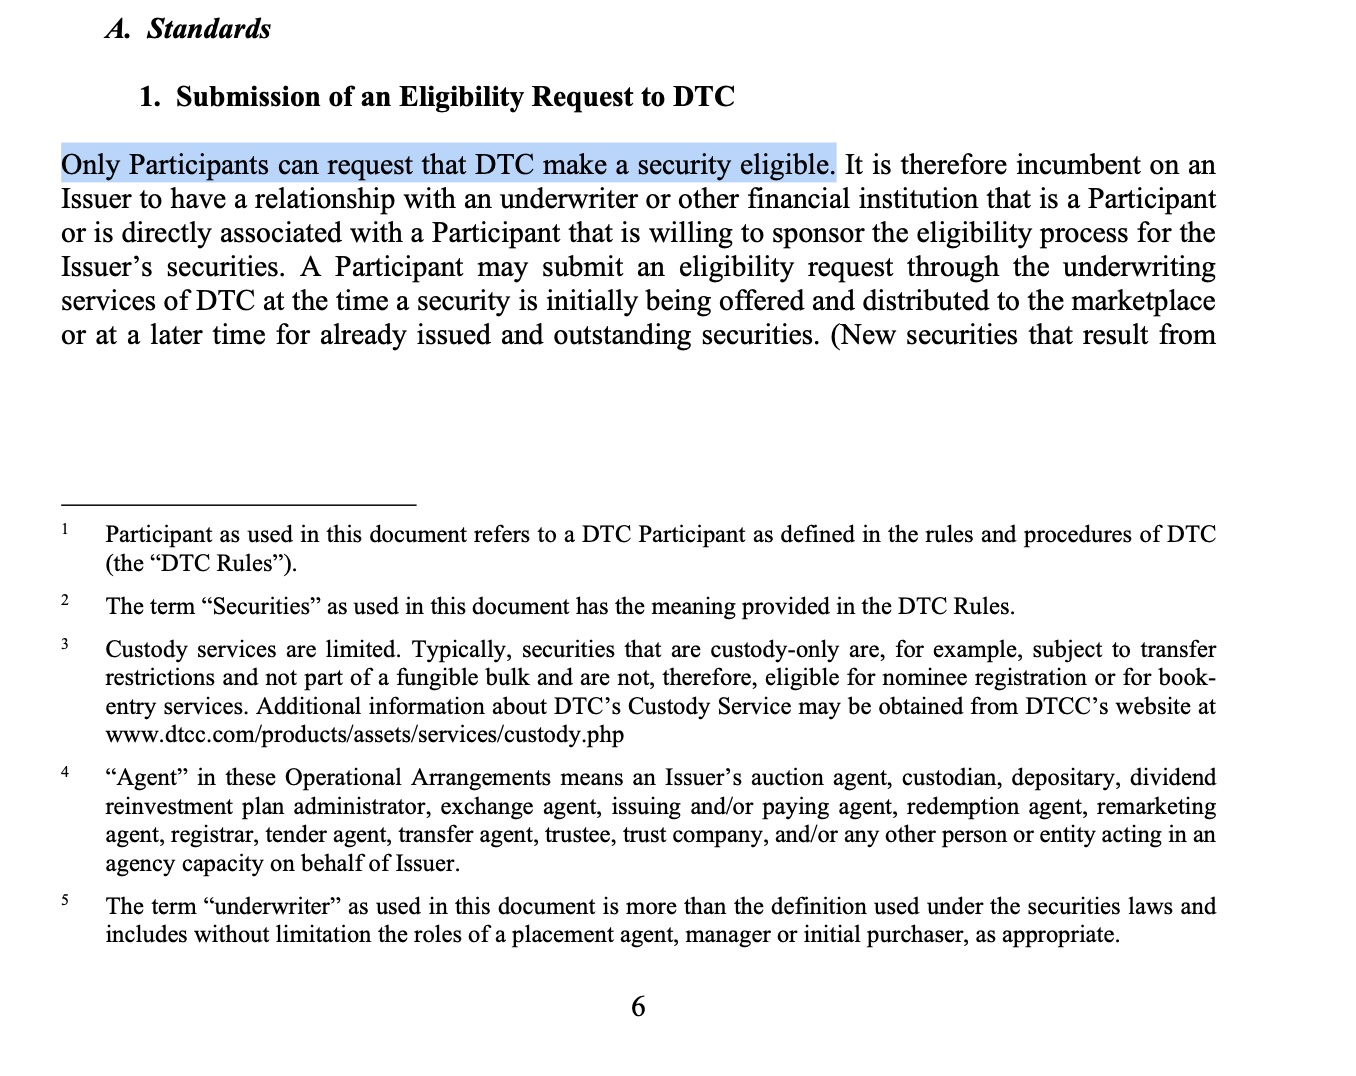 A. Standards
1. Submission of an Eligibility Request to DTC
Only Participants can request that DTC make a security eligible. It is therefore incumbent on an
Issuer to have a relationship with an underwriter or other financial institution that is a Participant
or is directly associated with a Participant that is willing to sponsor the eligibility process for the
Issuer’s securities. A Participant may submit an eligibility request through the underwriting
services of DTC at the time a security is initially being offered and distributed to the marketplace
or at a later time for already issued and outstanding securities. (New securities that result from
1 Participant as used in this document refers to a DTC Participant as defined in the rules and procedures of DTC
(the “DTC Rules”).
2 The term “Securities” as used in this document has the meaning provided in the DTC Rules.
3 Custody services are limited. Typically, securities that are custody-only are, for example, subject to transfer
restrictions and not part of a fungible bulk and are not, therefore, eligible for nominee registration or for book-
entry services. Additional information about DTC’s Custody Service may be obtained from DTCC’s website at
www.dtcc.com/products/assets/services/custody.php
4 “Agent” in these Operational Arrangements means an Issuer’s auction agent, custodian, depositary, dividend
reinvestment plan administrator, exchange agent, issuing and/or paying agent, redemption agent, remarketing
agent, registrar, tender agent, transfer agent, trustee, trust company, and/or any other person or entity acting in an
agency capacity on behalf of Issuer.
5 The term “underwriter” as used in this document is more than the definition used under the securities laws and
includes without limitation the roles of a placement agent, manager or initial purchaser, as appropriate.
6